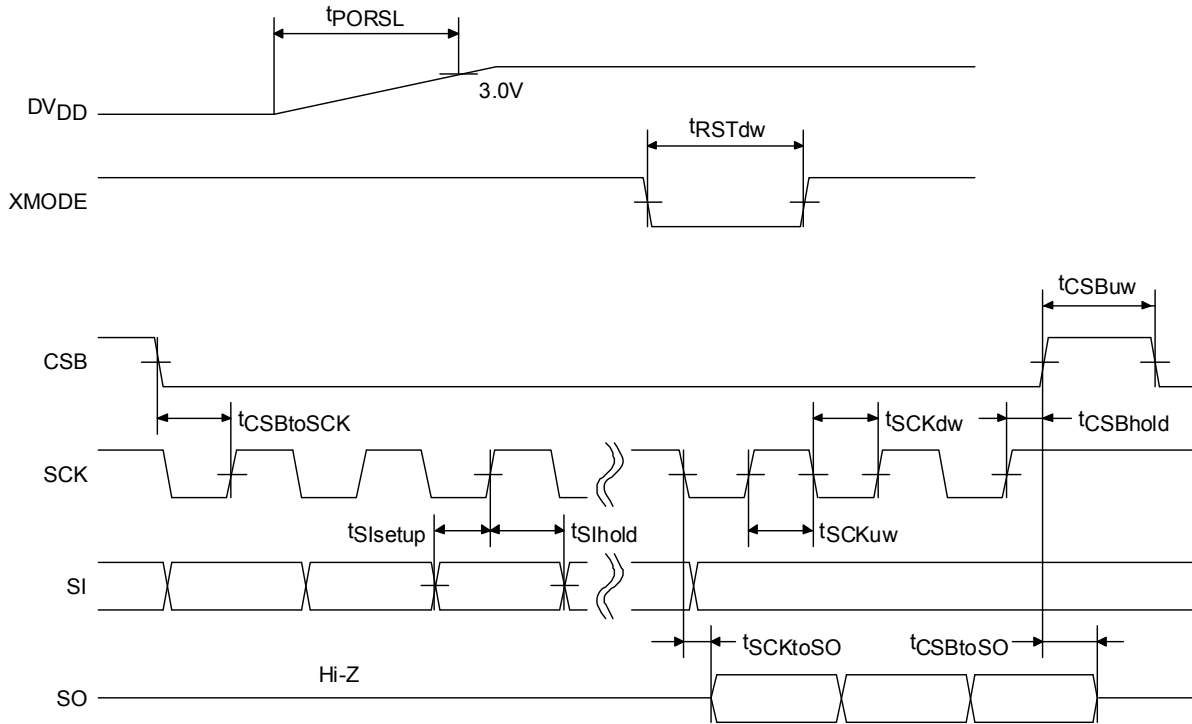 tPORSL
DVDD
3.0V
tRSTdw
XMODE
tCSBuw
CSB
tCSBtoSCK
tSCKdw
tCSBhold
SCK
tSIsetup
tSIhold
tSCKuw
SI
tSCKtoSO
tCSBtoSO
Hi-Z
SO